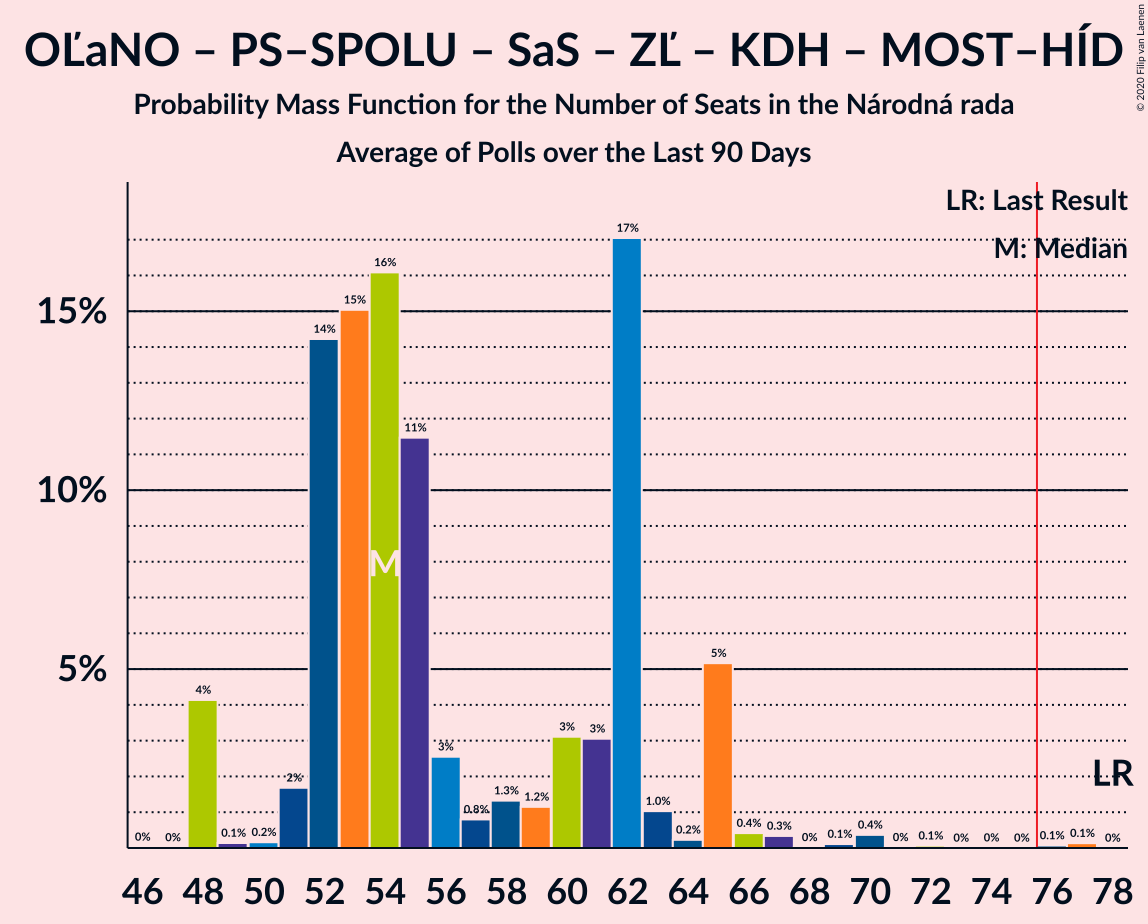 OĽaNO – PS–SPOLU – SaS – ZĽ – KDH – MOST–HÍD
Probability Mass Function for the Number of Seats in the Národná rada
Average of Polls over the Last 90 Days
© 2020 Filip van Laenen
LR: Last Result
M: Median
15%
10%
5%
0% 0% 4% 0.1% 0.2% 2% 14% 15% 16% 11% 3% 0.8% 1.3% 1.2% 3% 3% 17% 1.0% 0.2% 5% 0.4% 0.3% 0% 0.1% 0.4% 0% 0.1% 0% 0% 0% 0.1% 0.1% 0%
M
LR
46 48 50 52 54 56 58 60 62 64 66 68 70 72 74 76 78